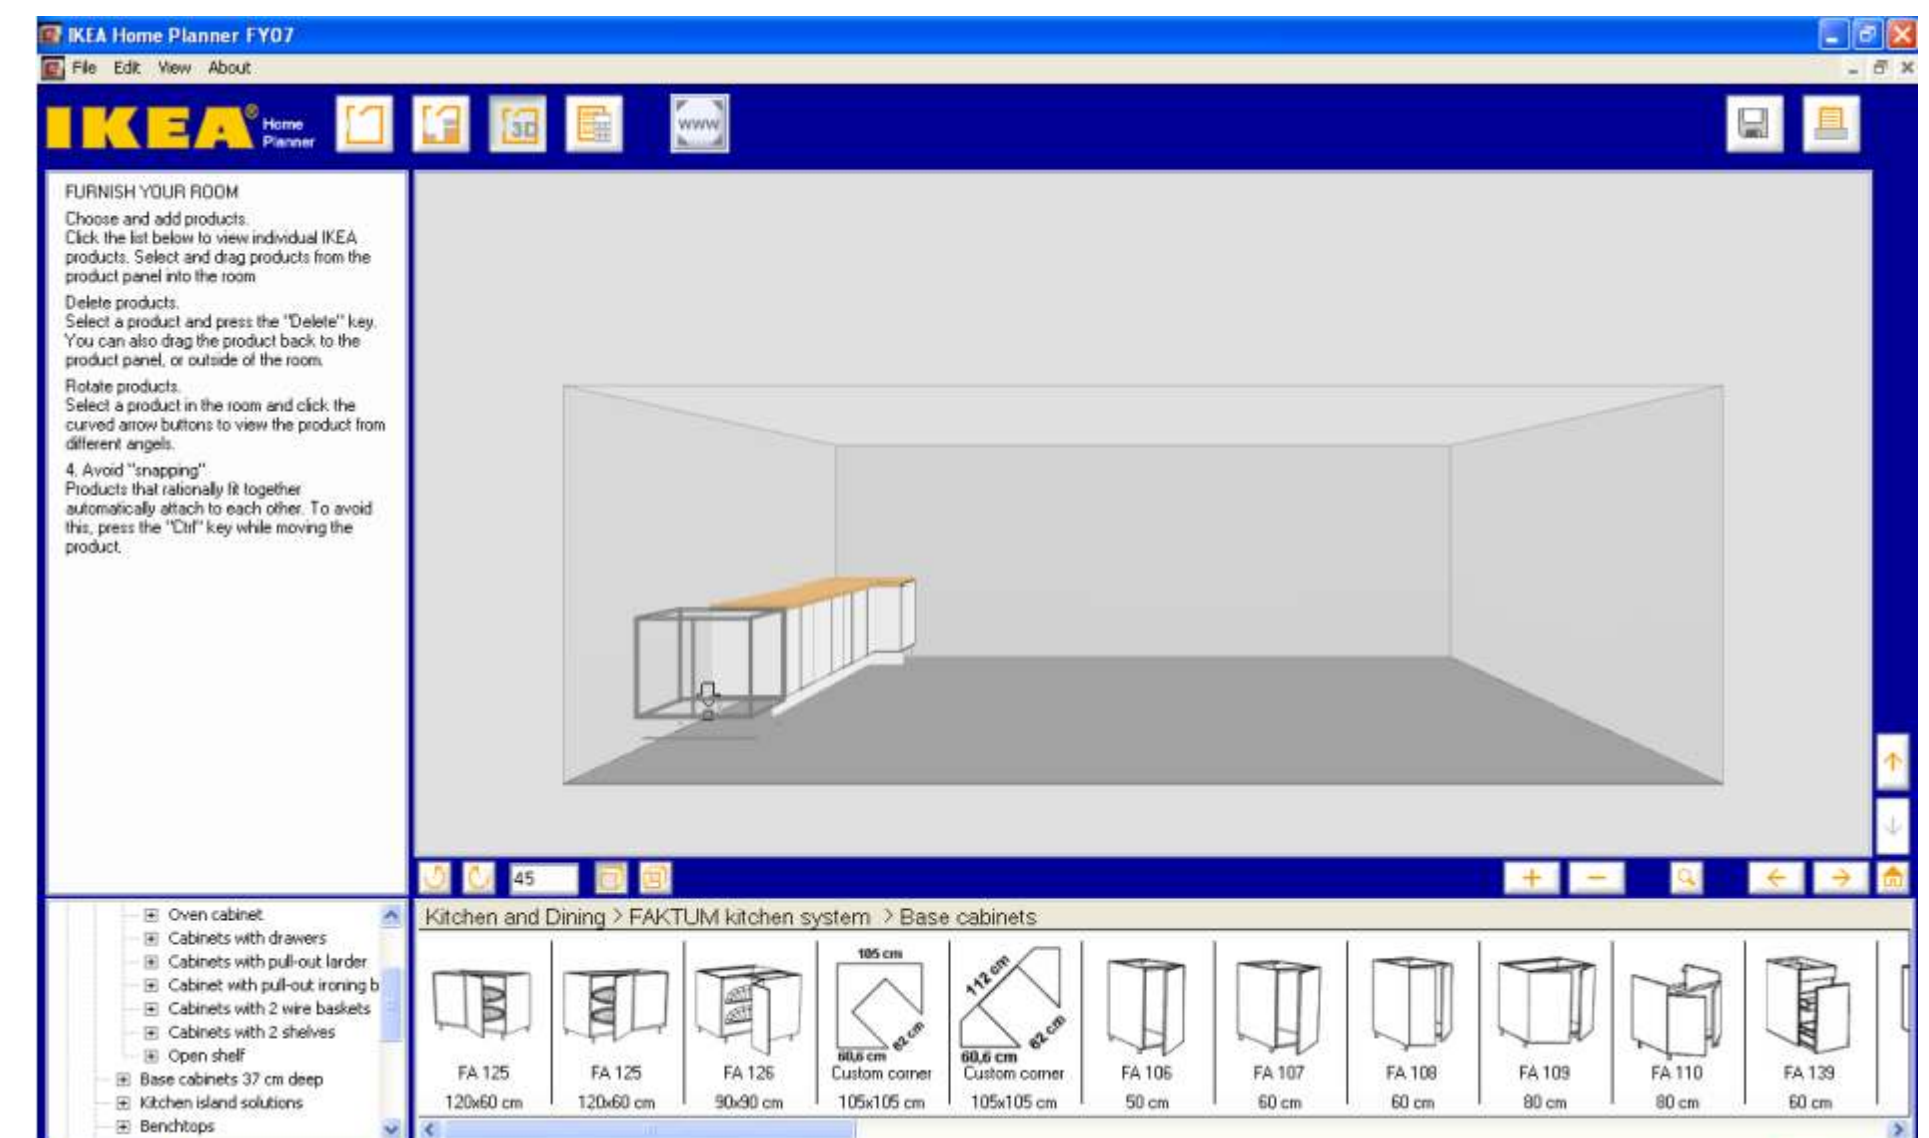 IKEA Home Planner FY07
File Edit View About
IKEA® Home Planner
3D
www
FURNISH YOUR ROOM
Choose and add products.
Click the list below to view individual IKEA
products. Select and drag products from the
product panel into the room
Delete products.
Select a product and press the "Delete" key.
You can also drag the product back to the
product panel, or outside of the room.
Rotate products.
Select a product in the room and click the
curved arrow buttons to view the product from
different angels.
4. Avoid "snapping"
Products that rationally fit together
automatically attach to each other. To avoid
this, press the "Ctrl" key while moving the
product.
45
Oven cabinet
Cabinets with drawers
Cabinets with pull-out larder
Cabinet with pull-out ironing b
Cabinets with 2 wire baskets
Cabinets with 2 shelves
Open shelf
Base cabinets 37 cm deep
Kitchen island solutions
Benchtops
Kitchen and Dining > FAKTUM kitchen system > Base cabinets
105 cm
62 cm
60,6 cm
112 cm
62 cm
60,6 cm
FA 125 FA 125 FA 126 Custom corner Custom corner FA 106 FA 107 FA 108 FA 109 FA 110 FA 139
120x60 cm 120x60 cm 90x90 cm 105x105 cm 105x105 cm 50 cm 60 cm 60 cm 80 cm 80 cm 60 cm